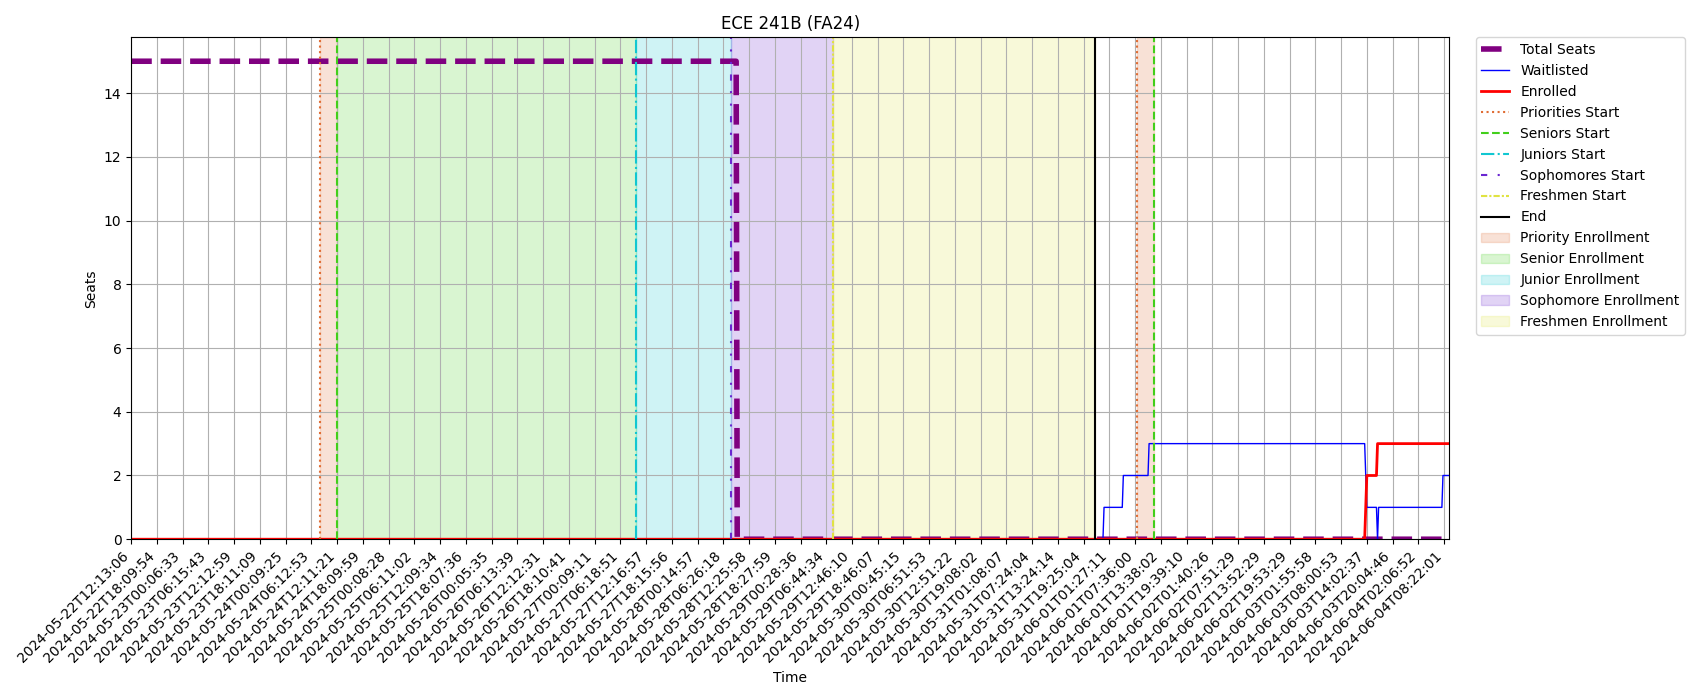 ECE 241B (FA24)
Seats
14
12
10
8
6
4
2
0
2024-05-22T12:13:06
2024-05-22T18:09:54
2024-05-23T00:06:33
2024-05-23T06:15:43
2024-05-23T12:12:59
2024-05-23T18:11:09
2024-05-24T00:09:25
2024-05-24T06:12:53
2024-05-24T12:11:21
2024-05-24T18:09:59
2024-05-25T00:08:28
2024-05-25T06:11:02
2024-05-25T12:09:34
2024-05-25T18:07:36
2024-05-26T00:05:35
2024-05-26T06:13:39
2024-05-26T12:12:31
2024-05-26T18:10:41
2024-05-27T00:09:11
2024-05-27T06:18:51
2024-05-27T12:16:57
2024-05-27T18:15:56
2024-05-28T00:14:57
2024-05-28T06:26:18
2024-05-28T12:25:58
2024-05-28T18:27:59
2024-05-29T00:28:36
2024-05-29T06:44:34
2024-05-29T12:46:10
2024-05-29T18:46:07
2024-05-30T00:45:15
2024-05-30T06:51:53
2024-05-30T12:51:22
2024-05-30T19:08:02
2024-05-31T01:08:07
2024-05-31T07:24:04
2024-05-31T13:24:14
2024-05-31T19:25:04
2024-06-01T01:27:11
2024-06-01T07:36:00
2024-06-01T13:38:02
2024-06-01T19:39:10
2024-06-02T01:40:26
2024-06-02T07:51:29
2024-06-02T13:52:29
2024-06-02T19:53:29
2024-06-03T01:55:58
2024-06-03T08:00:53
2024-06-03T14:02:37
2024-06-03T20:04:46
2024-06-04T02:06:52
2024-06-04T08:22:01
Time
Total Seats
Waitlisted
Enrolled
Priorities Start
Seniors Start
Juniors Start
Sophomores Start
Freshmen Start
End
Priority Enrollment
Senior Enrollment
Junior Enrollment
Sophomore Enrollment
Freshmen Enrollment